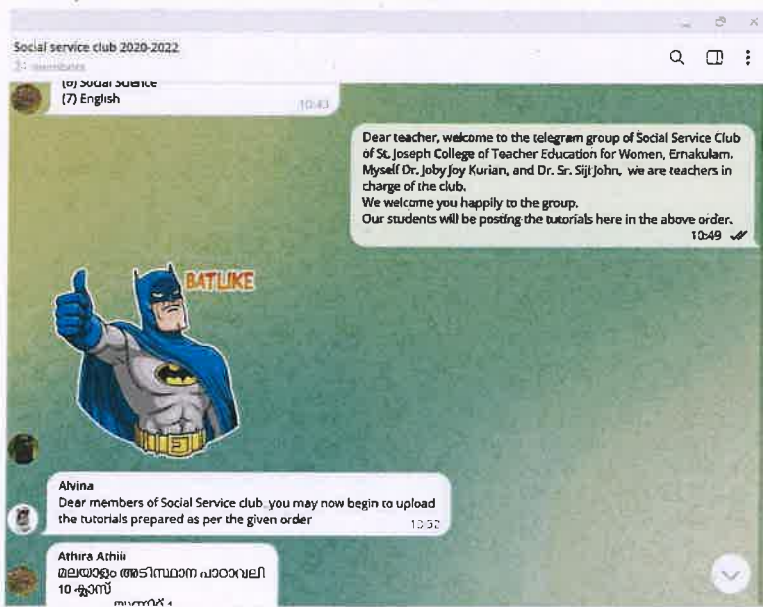 Social service club 2020-2022
members
(6) Social Science
(7) English
10:43
Dear teacher, welcome to the telegram group of Social Service Club
of St. Joseph College of Teacher Education for Women, Ernakulam.
Myself Dr. Joby Joy Kurian, and Dr. Sr. Siji John, we are teachers in
charge of the club.
We welcome you happily to the group.
Our students will be posting the tutorials here in the above order.
10:49
BATLIKE
Alvina
Dear members of Social Service club you may now begin to upload
the tutorials prepared as per the given order
10:52
Athira Athiii
മലയാളം അടിസ്ഥാന പാഠാവലി
10 ക്ലാസ്